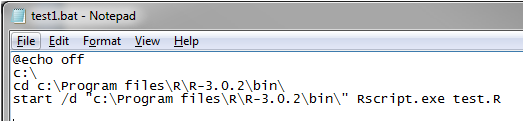 test1.bat - Notepad
File Edit Format View Help
@echo off
c:\
cd c:\Program files\R\R-3.0.2\bin\
start /d "c:\Program files\R\R-3.0.2\bin\" Rscript.exe test.R